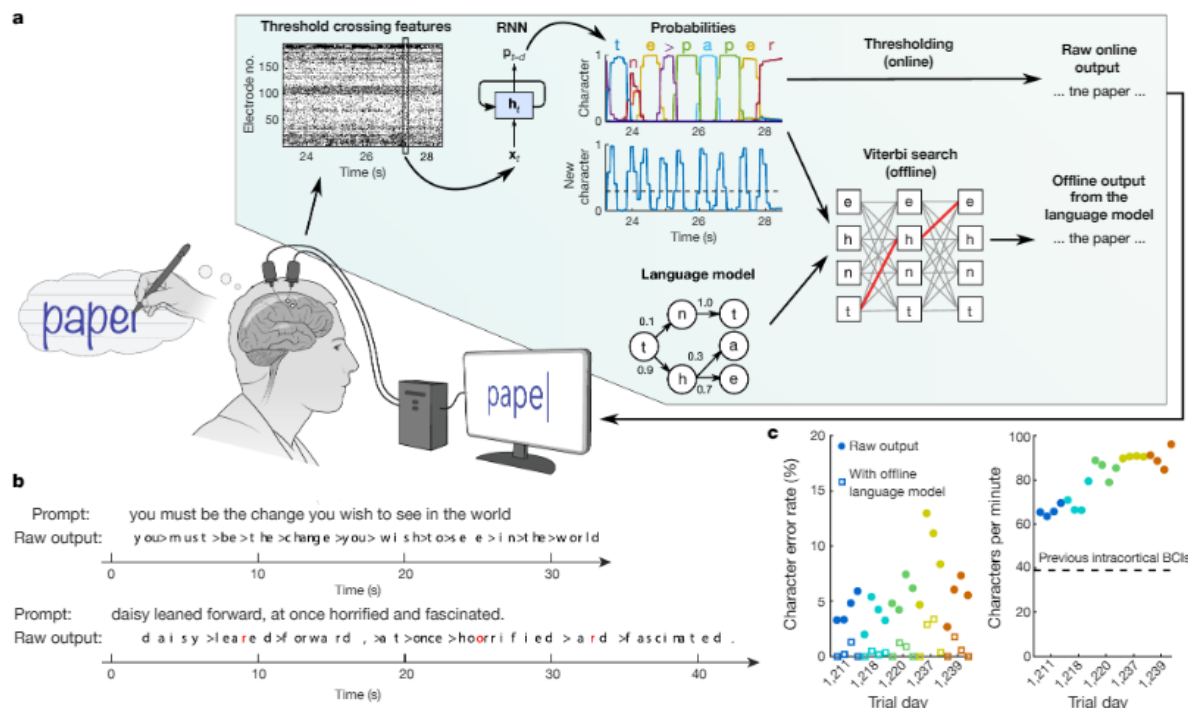 a
Threshold crossing features
RNN
Probabilities
Electrode no.
150
100
50
24
26
28
Time (s)
p_{t–d}
h_t
x_t
t e > p a p e r
n
Character
1
0
24
26
28
New character
1
0
24
26
28
Time (s)
Thresholding
(online)
Raw online
output
... tne paper ...
Viterbi search
(offline)
e e e
h h h
n n n
t t t
Offline output
from the
language model
... the paper ...
Language model
t
0.1
n
1.0
t
0.9
h
0.3
a
0.7
e
paper
pape|
b
Prompt: you must be the change you wish to see in the world
Raw output: you>must >be>the>change>you> wish>to>see>in>the>world
0 10 20 30
Time (s)
Prompt: daisy leaned forward, at once horrified and fascinated.
Raw output: daisy >leared >forward ,>at>once >hoorrified >ard >fascinated .
0 10 20 30 40
Time (s)
c
Character error rate (%)
20
15
10
5
0
Raw output
With offline
language model
1,211
1,218
1,220
1,237
1,239
Trial day
Characters per minute
100
80
60
40
20
0
Previous intracortical BCIs
1,211
1,218
1,220
1,237
1,239
Trial day